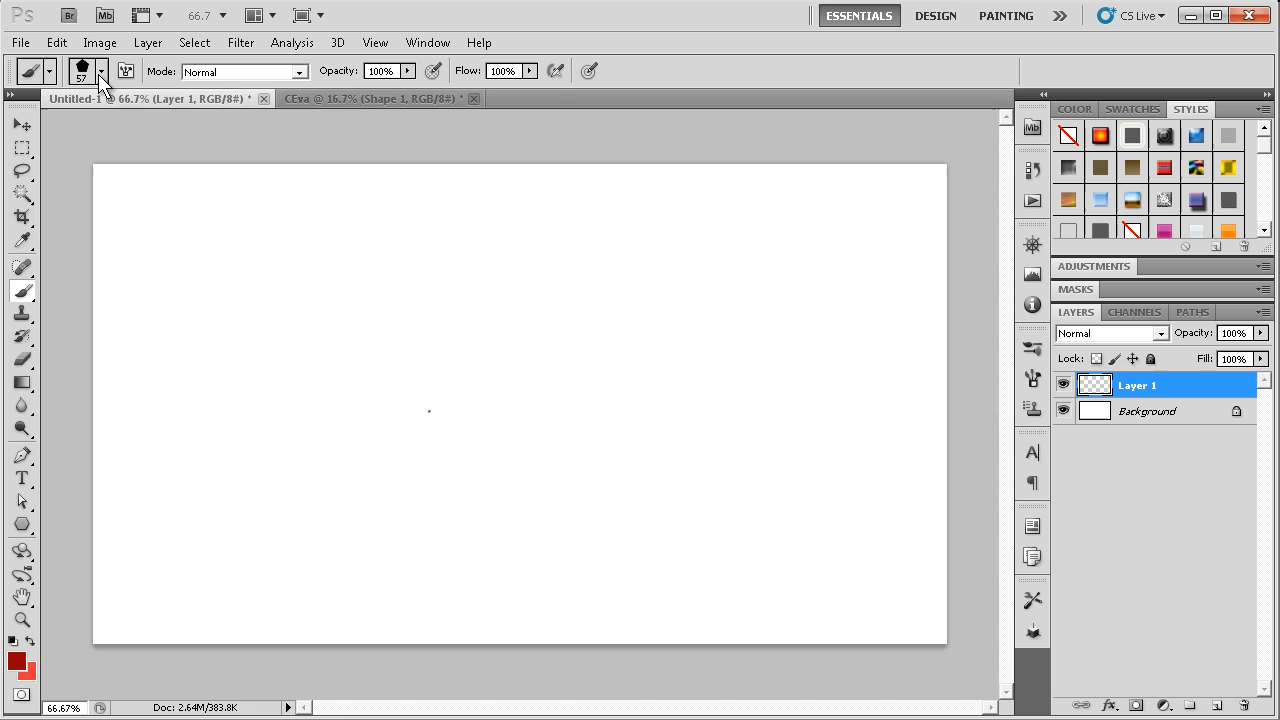 Ps Br Mb 66.7 ESSENTIALS DESIGN PAINTING CS Live
File Edit Image Layer Select Filter Analysis 3D View Window Help
57 Mode: Normal Opacity: 100% Flow: 100%
Untitled-1 @ 66.7% (Layer 1, RGB/8#) * CEva @ 16.7% (Shape 1, RGB/8#) *
COLOR SWATCHES STYLES
Mb
ADJUSTMENTS
MASKS
LAYERS CHANNELS PATHS
Normal Opacity: 100%
Lock: Fill: 100%
Layer 1
Background
66.67% Doc: 2.64M/383.8K